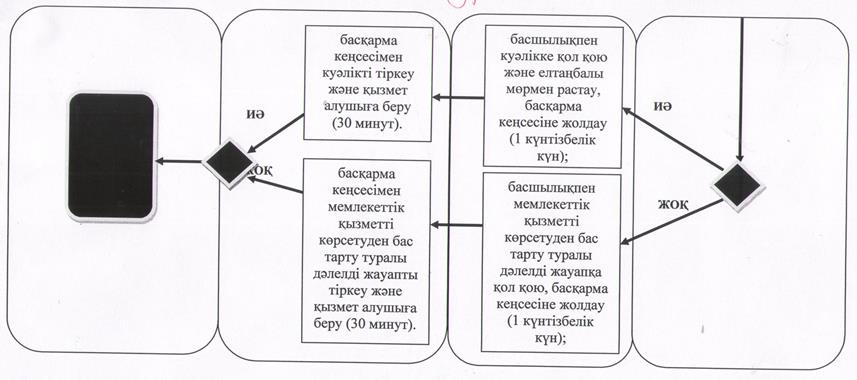 басқарма
кеңсесімен
куәлікті тіркеу
және қызмет
алушыға беру
(30 минут).
басшылықпен
куәлікке қол қою
және елтаңбалы
мөрмен растау,
басқарма
кеңсесіне жолдау
(1 күнтізбелік
күн);
иә
иә
жоқ
басқарма
кеңсесімен
мемлекеттік
қызметті
көрсетуден бас
тарту туралы
дәлелді жауапты
тіркеу және
қызмет алушыға
беру (30 минут).
басшылықпен
мемлекеттік
қызметті
көрсетуден бас
тарту туралы
дәлелді жауапқа
қол қою, басқарма
кеңсесіне жолдау
(1 күнтізбелік
күн);